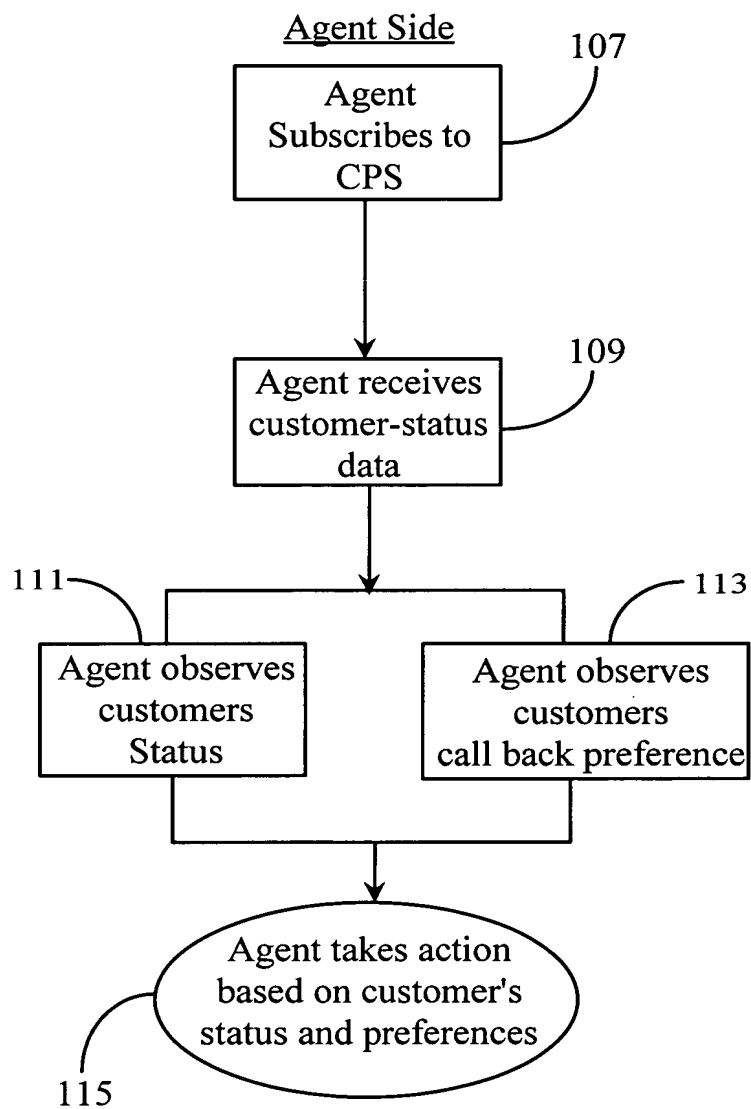 Agent Side
107
Agent
Subscribes to
CPS
109
Agent receives
customer-status
data
111
113
Agent observes
customers
Status
Agent observes
customers
call back preference
Agent takes action
based on customer's
status and preferences
115